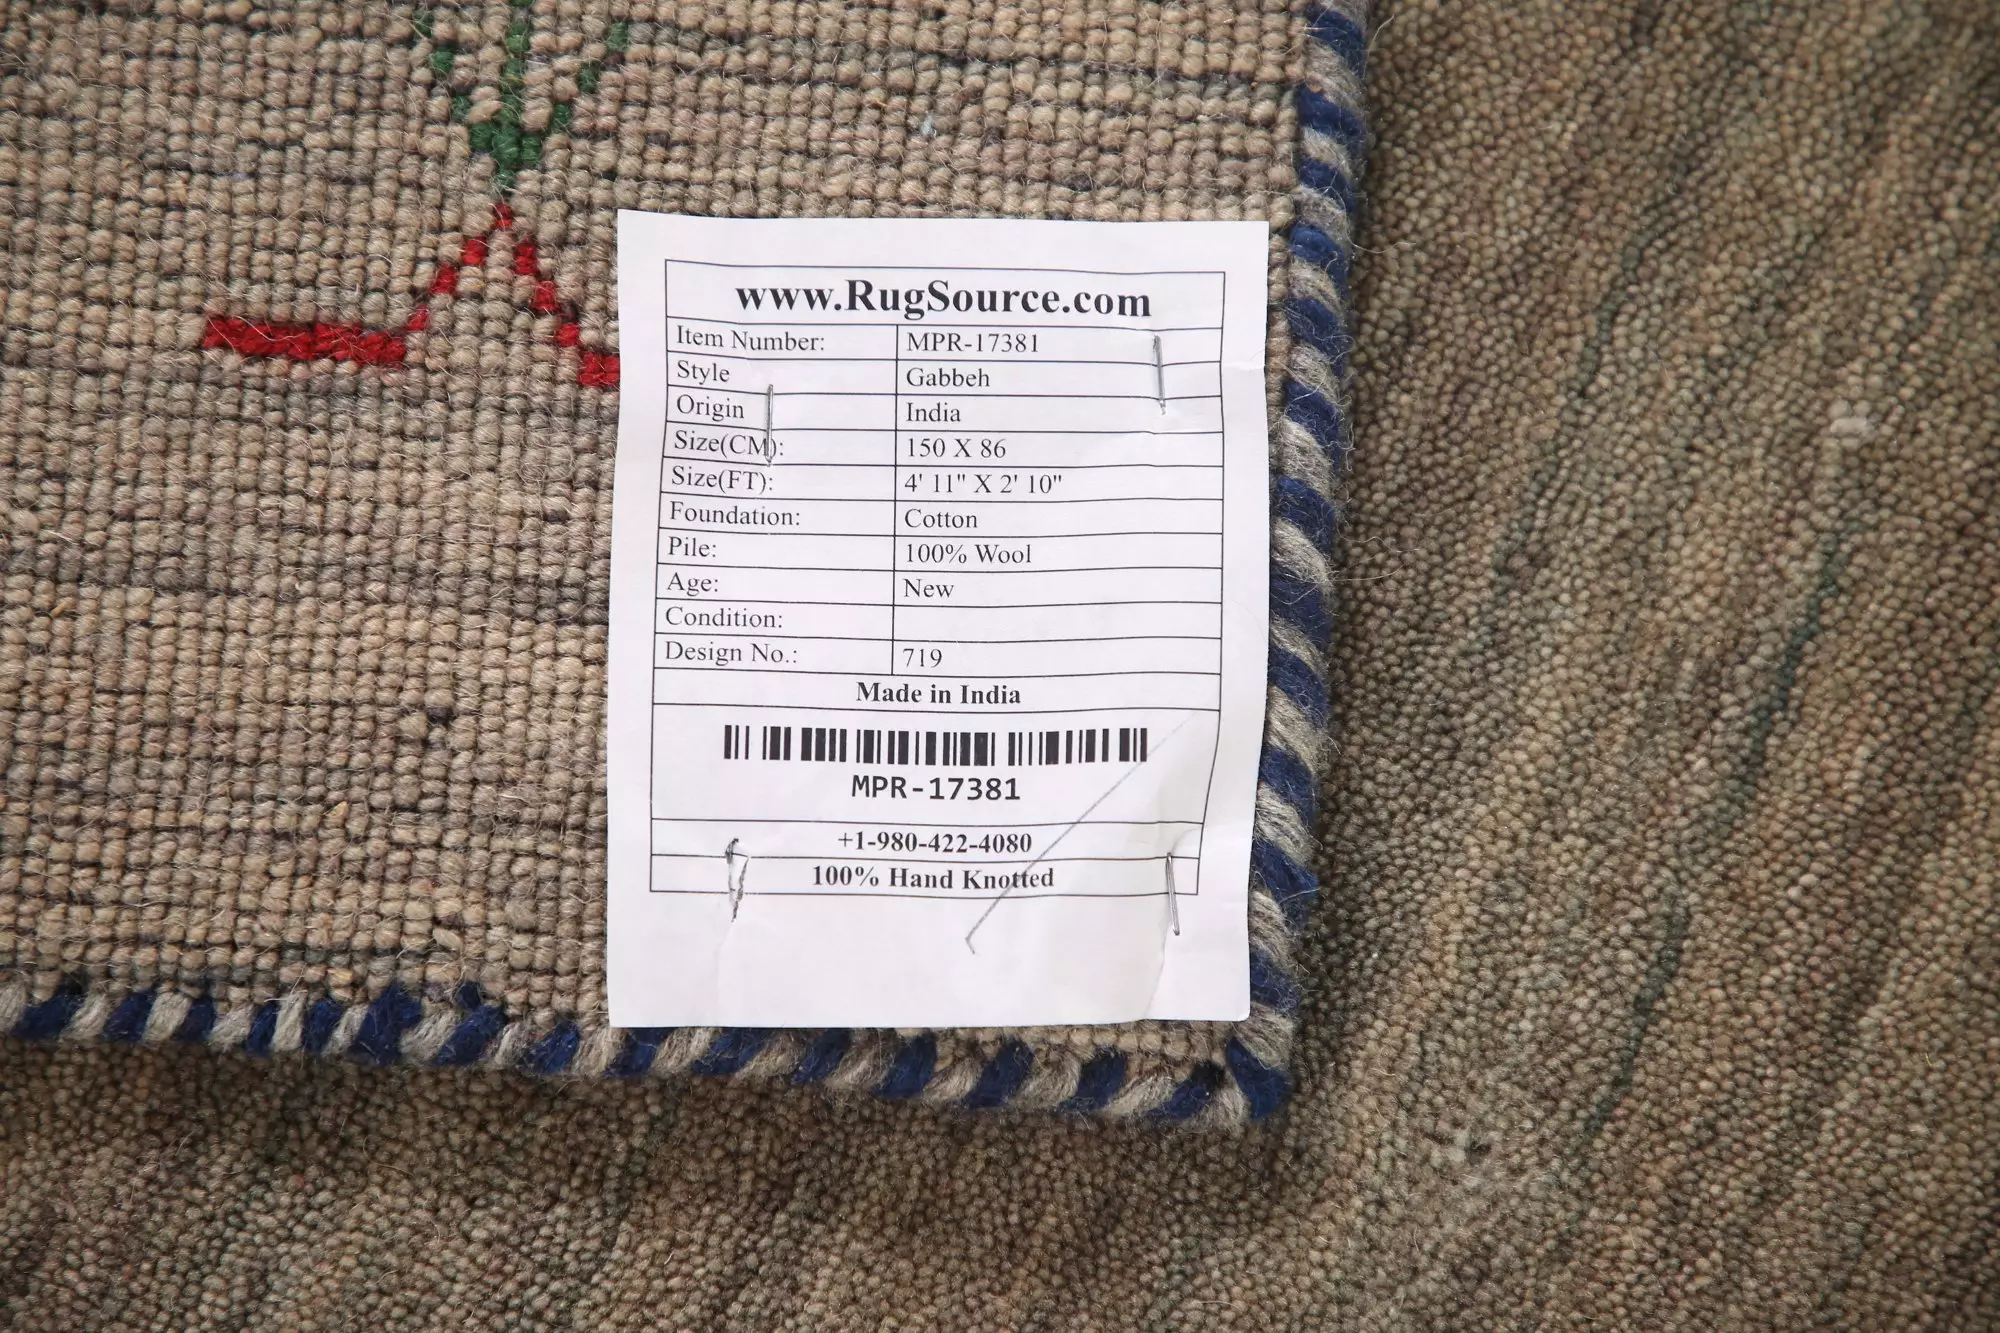 www.RugSource.com
Item Number: MPR-17381
Style Gabbeh
Origin India
Size(CM): 150 X 86
Size(FT): 4' 11" X 2' 10"
Foundation: Cotton
Pile: 100% Wool
Age: New
Condition:
Design No.: 719
Made in India
MPR-17381
+1-980-422-4080
100% Hand Knotted